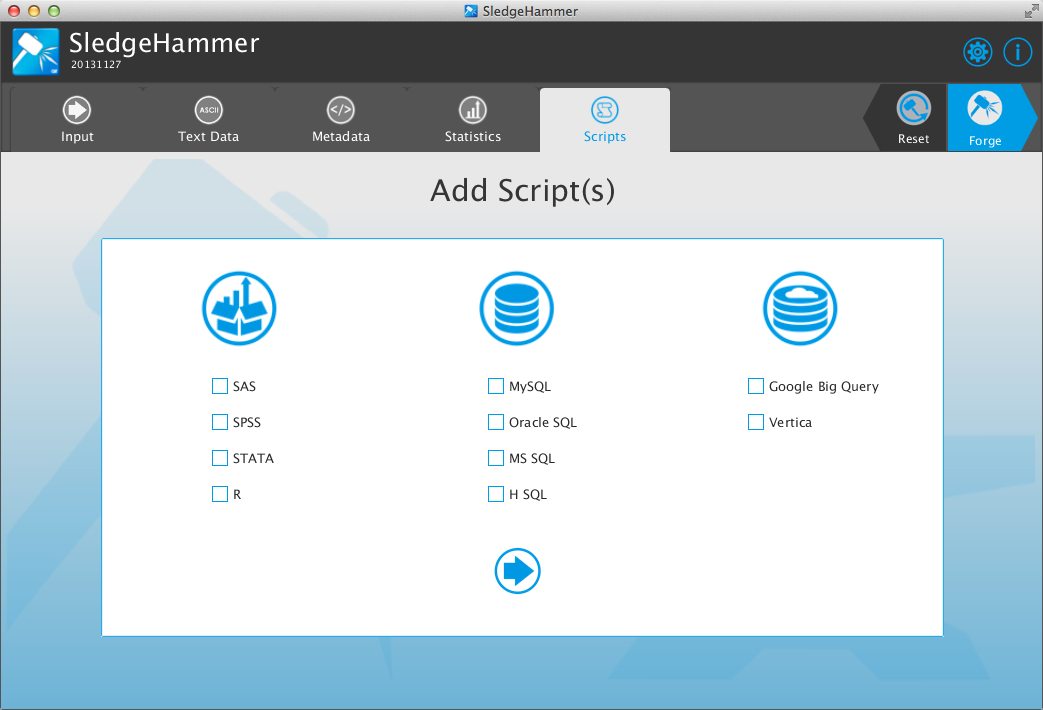 SledgeHammer
SledgeHammer
20131127
Input
ASCII
Text Data
</>
Metadata
Statistics
Scripts
Reset
Forge
Add Script(s)
SAS
SPSS
STATA
R
MySQL
Oracle SQL
MS SQL
H SQL
Google Big Query
Vertica